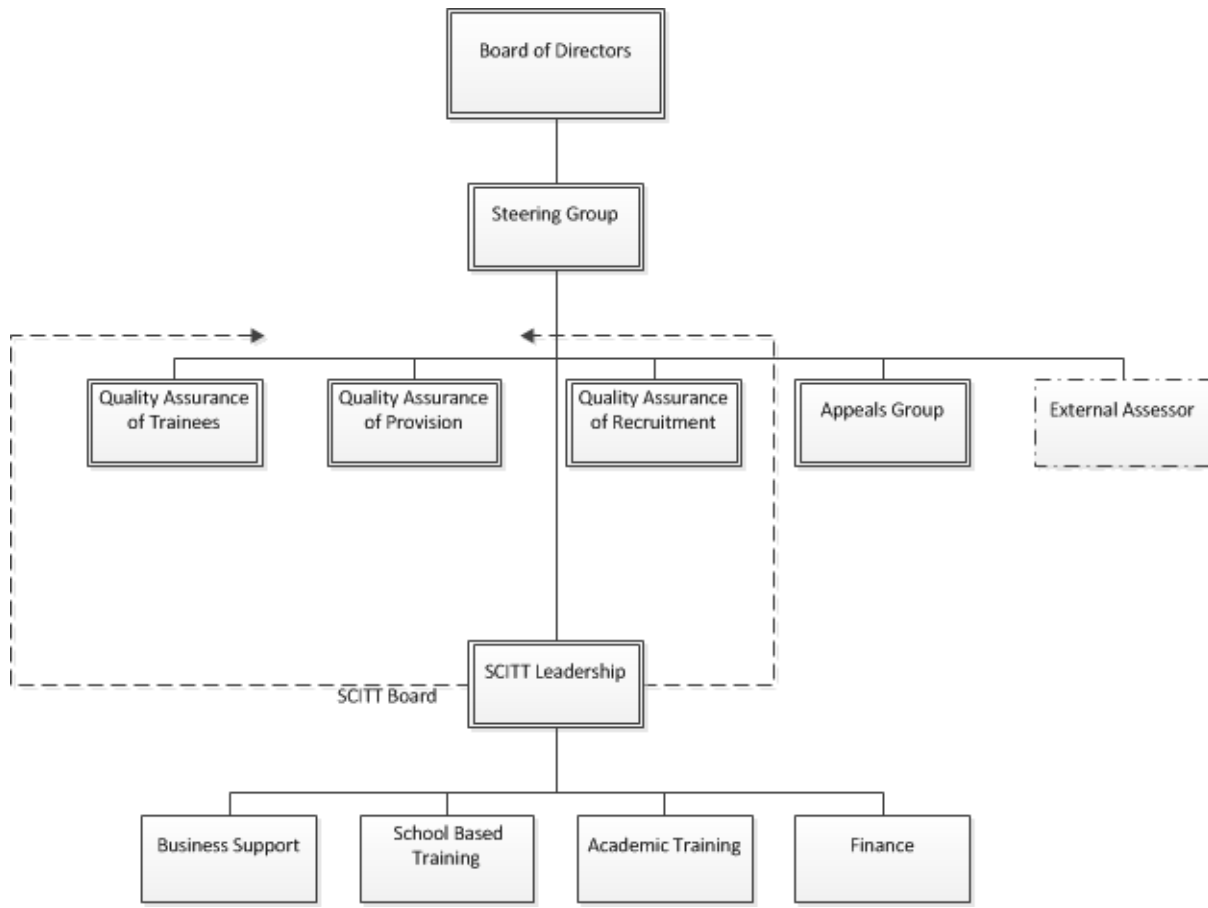 Board of Directors
Steering Group
Quality Assurance
of Trainees
Quality Assurance
of Provision
Quality Assurance
of Recruitment
Appeals Group
External Assessor
SCITT Leadership
SCITT Board
Business Support
School Based
Training
Academic Training
Finance